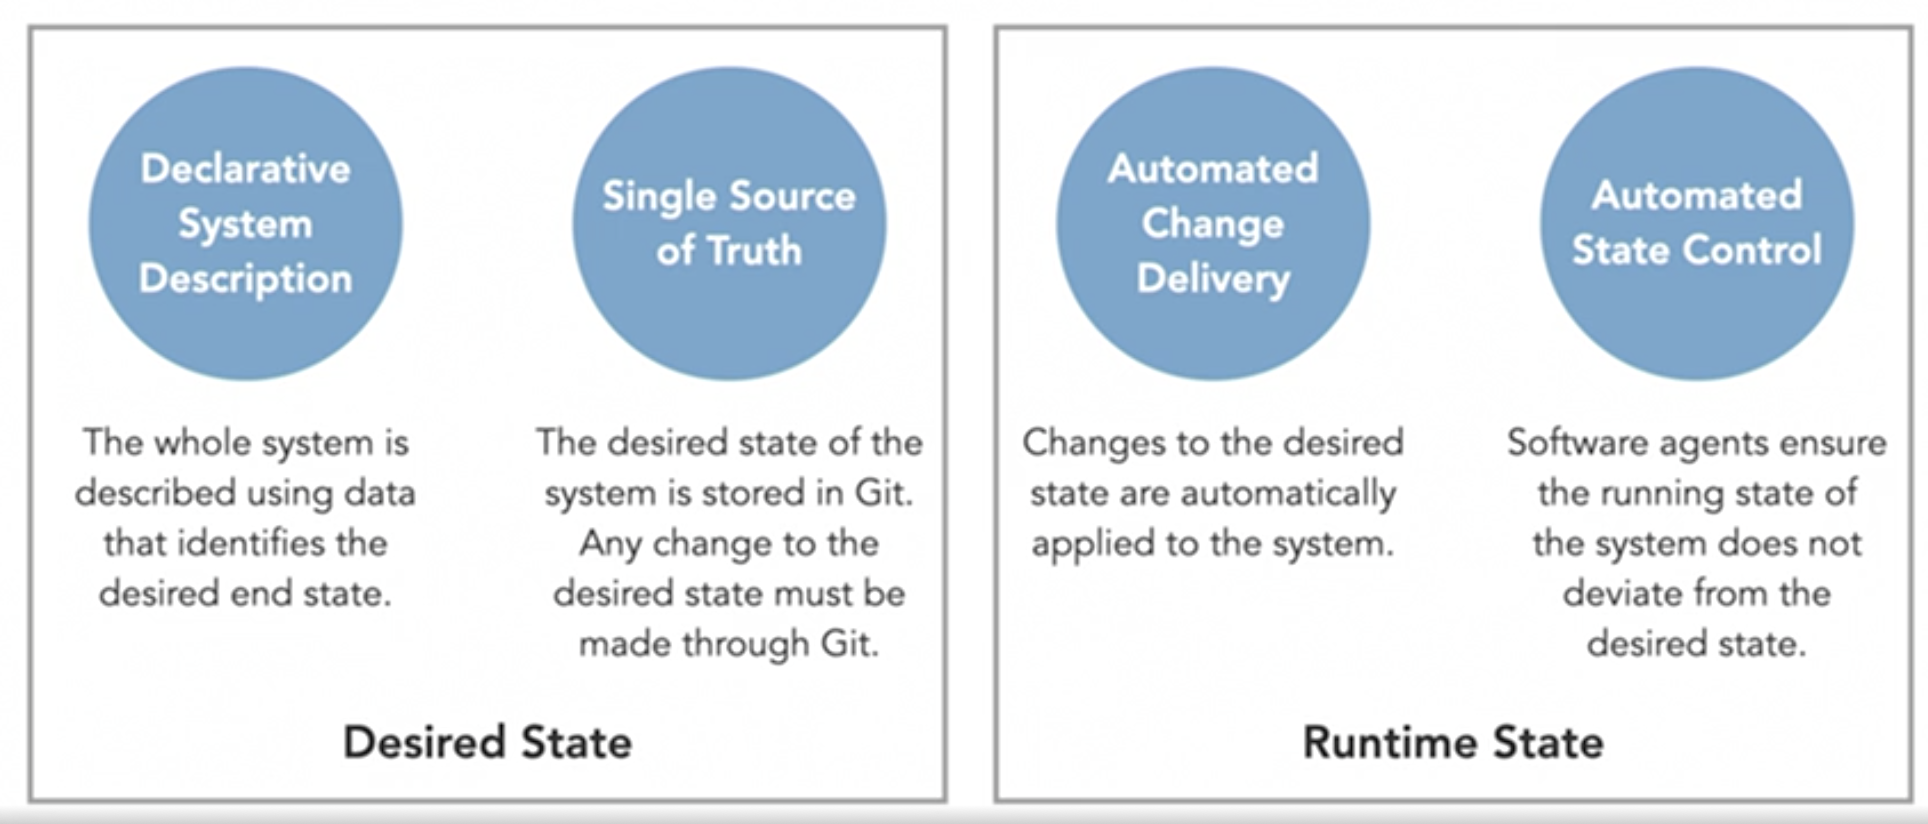 Declarative
System
Description
The whole system is
described using data
that identifies the
desired end state.
Single Source
of Truth
The desired state of the
system is stored in Git.
Any change to the
desired state must be
made through Git.
Desired State
Automated
Change
Delivery
Changes to the desired
state are automatically
applied to the system.
Automated
State Control
Software agents ensure
the running state of
the system does not
deviate from the
desired state.
Runtime State